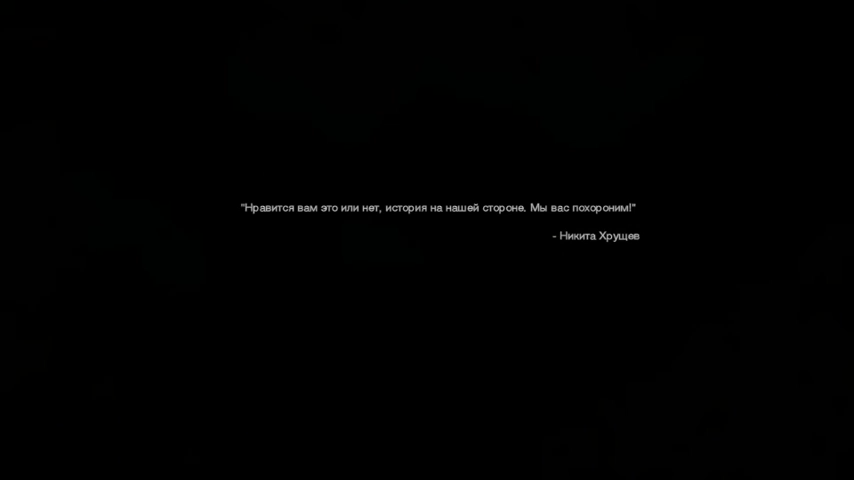 "Нравится вам это или нет, история на нашей стороне. Мы вас похороним!"
- Никита Хрущев